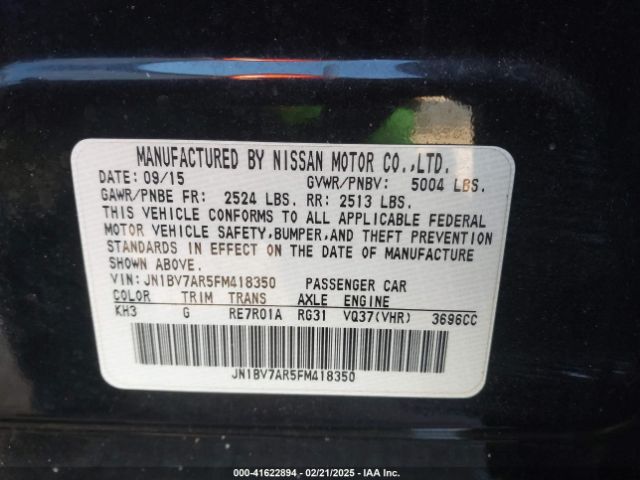 MANUFACTURED BY NISSAN MOTOR CO.,LTD.
DATE: 09/15 GVWR/PNBV: 5004 LBS.
GAWR/PNBE FR: 2524 LBS. RR: 2513 LBS.
THIS VEHICLE CONFORMS TO ALL APPLICABLE FEDERAL
MOTOR VEHICLE SAFETY,BUMPER,AND THEFT PREVENTION
STANDARDS IN EFFECT ON THE DATE OF MANUFACTURE
SHOWN ABOVE.
VIN: JN1BV7AR5FM418350 PASSENGER CAR
COLOR TRIM TRANS AXLE ENGINE
KH3 G RE7R01A RG31 VQ37(VHR) 3696CC
JN1BV7AR5FM418350
000-41622894 - 02/21/2025 - IAA Inc.